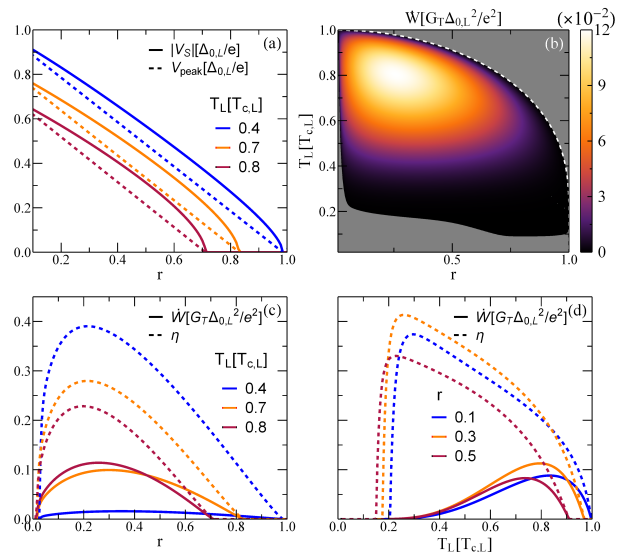 |V_S|[Δ_{0,L}/e] (a)
V_peak[Δ_{0,L}/e]
T_L[T_{c,L}]
0.4
0.7
0.8
1.0
0.8
0.6
0.4
0.2
0.0
0.2 0.4 0.6 0.8 1.0
r
Ẇ[G_TΔ_{0,L}²/e²] (×10⁻²)
(b)
T_L[T_{c,L}]
1.0
0.8
0.6
0.4
0.2
0.5 1.0
r
12
10
8
6
4
2
0
Ẇ[G_TΔ_{0,L}²/e²] (c)
η
T_L[T_{c,L}]
0.4
0.7
0.8
0.5
0.4
0.3
0.2
0.1
0.0
0.0 0.2 0.4 0.6 0.8 1.0
r
Ẇ[G_TΔ_{0,L}²/e²] (d)
η
r
0.1
0.3
0.5
0.0 0.2 0.4 0.6 0.8 1.0
T_L[T_{c,L}]